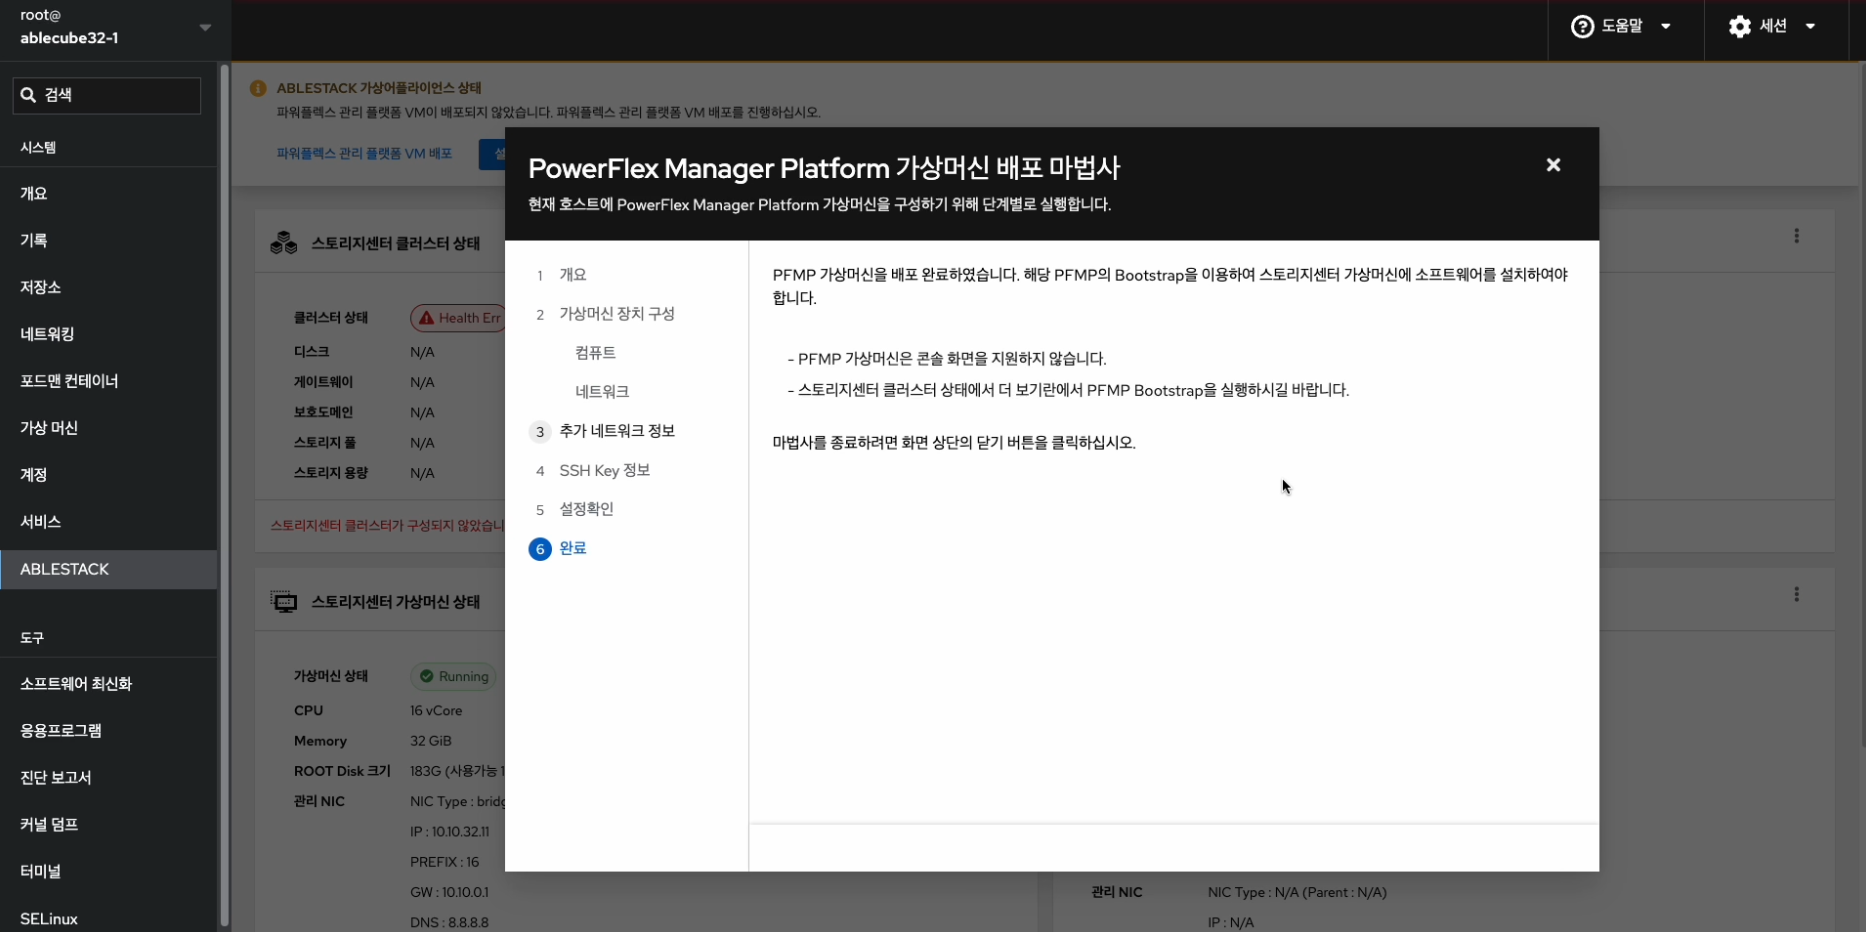 root@
ablecube32-1
도움말
세션
검색
시스템
개요
기록
저장소
네트워킹
포드맨 컨테이너
가상 머신
계정
서비스
ABLESTACK
도구
소프트웨어 최신화
응용프로그램
진단 보고서
커널 덤프
터미널
SELinux
ABLESTACK 가상어플라이언스 상태
파워플렉스 관리 플랫폼 VM이 배포되지 않았습니다. 파워플렉스 관리 플랫폼 VM 배포를 진행하십시오.
파워플렉스 관리 플랫폼 VM 배포
스토리지센터 클러스터 상태
클러스터 상태 Health Err
디스크 N/A
게이트웨이 N/A
보호도메인 N/A
스토리지 풀 N/A
스토리지 용량 N/A
스토리지센터 클러스터가 구성되지 않았습니
스토리지센터 가상머신 상태
가상머신 상태 Running
CPU 16 vCore
Memory 32 GiB
ROOT Disk 크기 183G (사용가능 1
관리 NIC NIC Type : bridg
IP : 10.10.32.11
PREFIX : 16
GW : 10.10.0.1
DNS : 8.8.8.8
PowerFlex Manager Platform 가상머신 배포 마법사
현재 호스트에 PowerFlex Manager Platform 가상머신을 구성하기 위해 단계별로 실행합니다.
1 개요
2 가상머신 장치 구성
컴퓨트
네트워크
3 추가 네트워크 정보
4 SSH Key 정보
5 설정확인
6 완료
PFMP 가상머신을 배포 완료하였습니다. 해당 PFMP의 Bootstrap을 이용하여 스토리지센터 가상머신에 소프트웨어를 설치하여야
합니다.
- PFMP 가상머신은 콘솔 화면을 지원하지 않습니다.
- 스토리지센터 클러스터 상태에서 더 보기란에서 PFMP Bootstrap을 실행하시길 바랍니다.
마법사를 종료하려면 화면 상단의 닫기 버튼을 클릭하십시오.
관리 NIC NIC Type : N/A (Parent : N/A)
IP : N/A